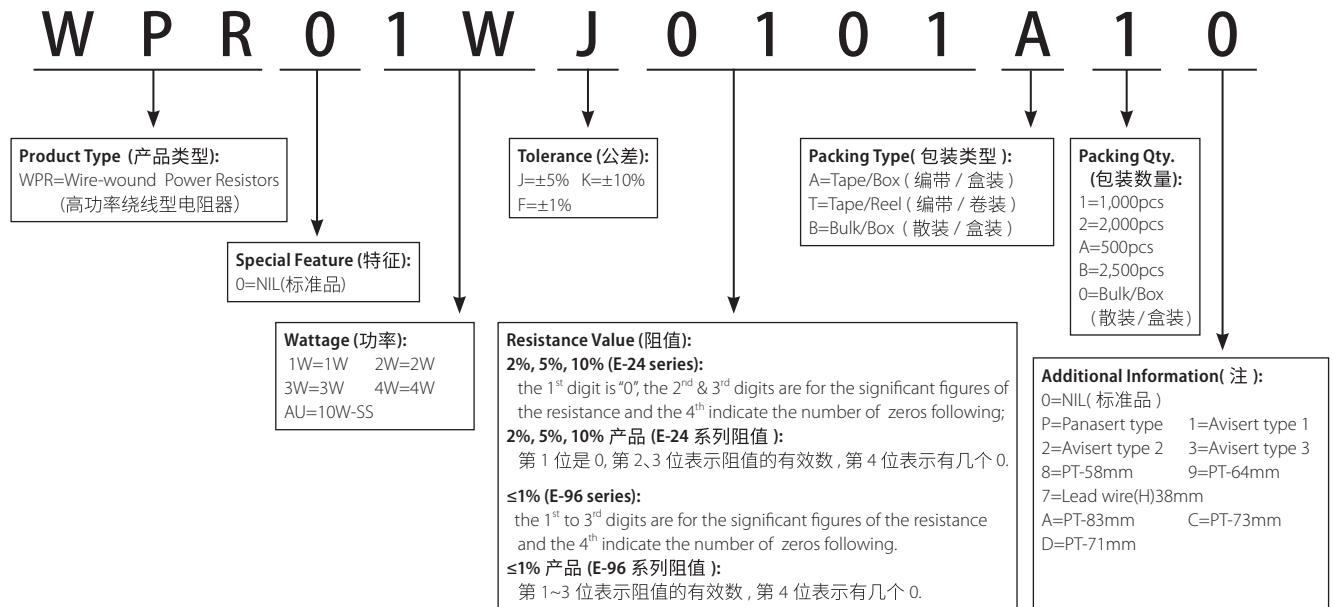 WPR01WJ0101A10
Product Type (产品类型):
WPR=Wire-wound Power Resistors
(高功率绕线型电阻器)
Special Feature (特征):
0=NIL(标准品)
Wattage (功率):
1W=1W 2W=2W
3W=3W 4W=4W
AU=10W-SS
Tolerance (公差):
J=±5% K=±10%
F=±1%
Resistance Value (阻值):
2%, 5%, 10% (E-24 series):
the 1st digit is "0", the 2nd & 3rd digits are for the significant figures of
the resistance and the 4th indicate the number of zeros following;
2%, 5%, 10% 产品 (E-24 系列阻值 ):
第 1 位是 0, 第 2、3 位表示阻值的有效数 , 第 4 位表示有几个 0.
≤1% (E-96 series):
the 1st to 3rd digits are for the significant figures of the resistance
and the 4th indicate the number of zeros following.
≤1% 产品 (E-96 系列阻值 ):
第 1~3 位表示阻值的有效数 , 第 4 位表示有几个 0.
Packing Type( 包装类型 ):
A=Tape/Box ( 编带 / 盒装 )
T=Tape/Reel ( 编带 / 卷装 )
B=Bulk/Box ( 散装 / 盒装 )
Packing Qty.
(包装数量):
1=1,000pcs
2=2,000pcs
A=500pcs
B=2,500pcs
0=Bulk/Box
(散装/盒装)
Additional Information( 注 ):
0=NIL( 标准品 )
P=Panasert type 1=Avisert type 1
2=Avisert type 2 3=Avisert type 3
8=PT-58mm 9=PT-64mm
7=Lead wire(H)38mm
A=PT-83mm C=PT-73mm
D=PT-71mm